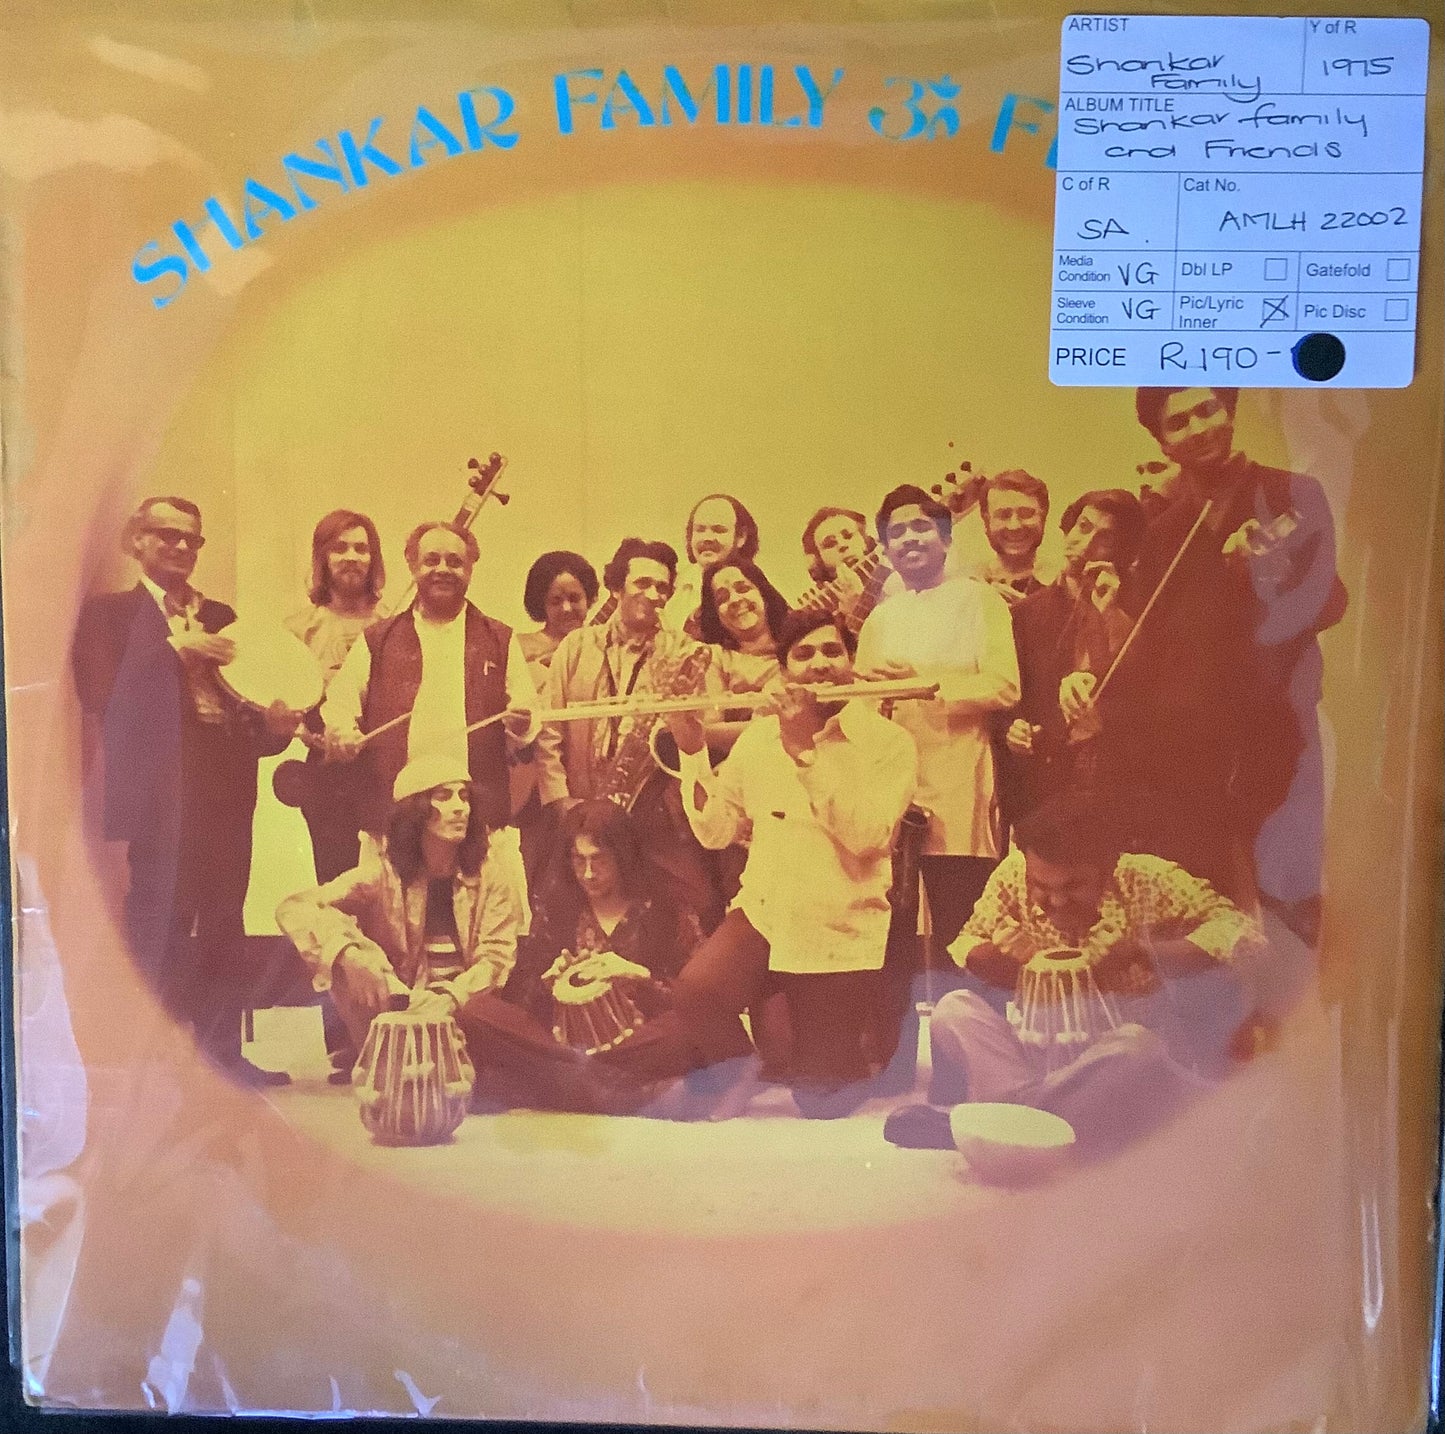 SHANKAR FAMILY ॐ F
ARTIST
Shankar
Family
Y of R
1975
ALBUM TITLE
Shankar family
and Friends
C of R
SA.
Cat No.
AMLH 22002
Media
Condition VG
Dbl LP
Gatefold
Sleeve
Condition VG
Pic/Lyric
Inner
Pic Disc
PRICE R190-